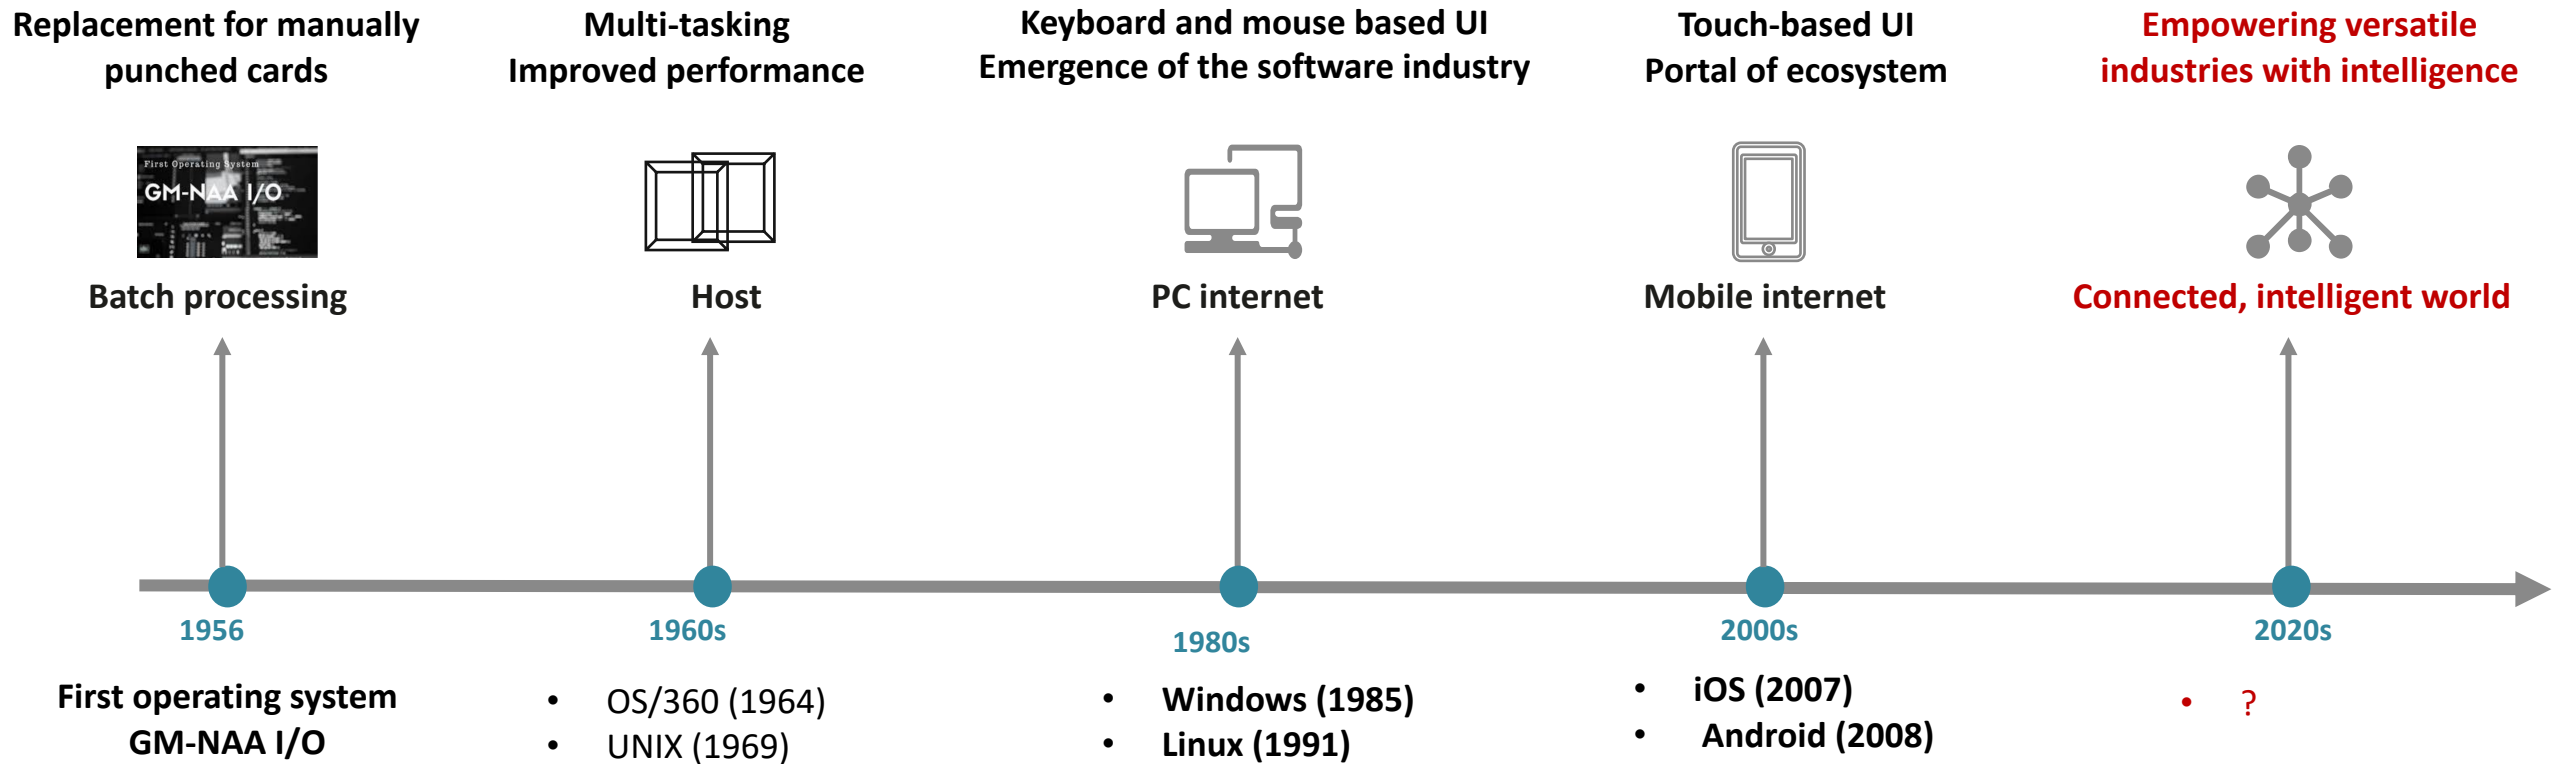 Replacement for manually
punched cards
Multi-tasking
Improved performance
Keyboard and mouse based UI
Emergence of the software industry
Touch-based UI
Portal of ecosystem
Empowering versatile
industries with intelligence
First Operating System
GM-NAA I/O
Batch processing
Host
PC internet
Mobile internet
Connected, intelligent world
1956
1960s
1980s
2000s
2020s
First operating system
GM-NAA I/O
• OS/360 (1964)
• UNIX (1969)
• Windows (1985)
• Linux (1991)
• iOS (2007)
• Android (2008)
• ?